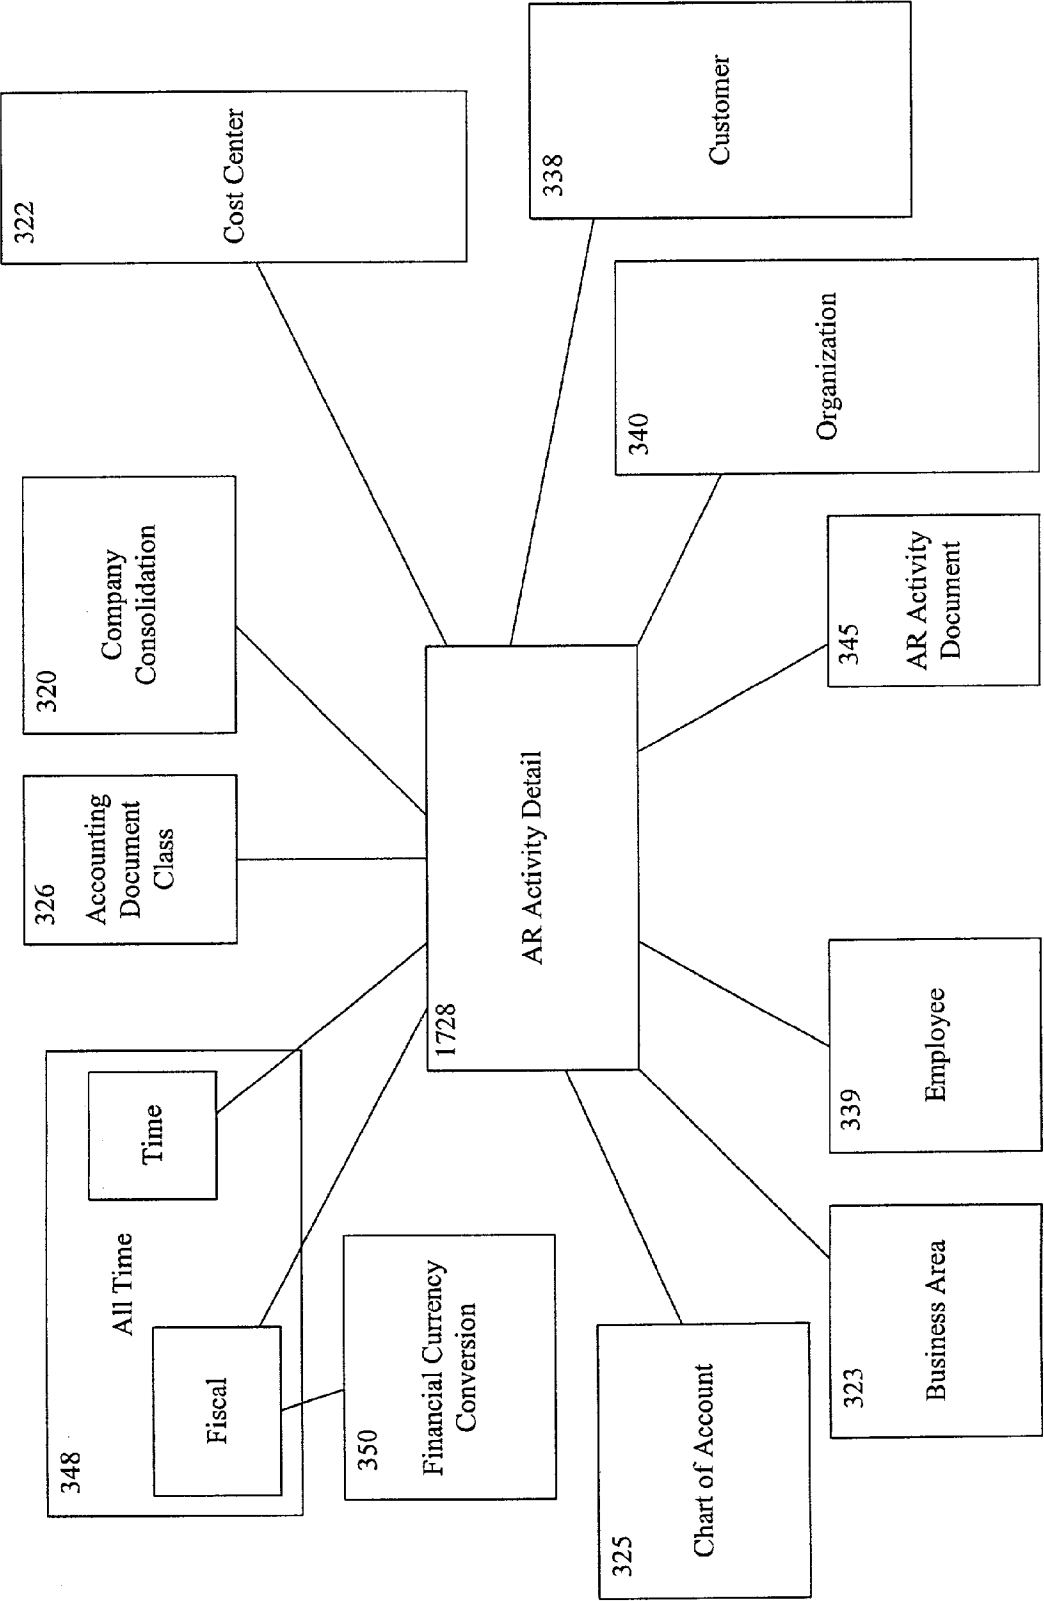 348
All Time
Fiscal
Time
326
Accounting
Document
Class
320
Company
Consolidation
322
Cost Center
350
Financial Currency
Conversion
1728
AR Activity Detail
338
Customer
325
Chart of Account
340
Organization
323
Business Area
339
Employee
345
AR Activity
Document